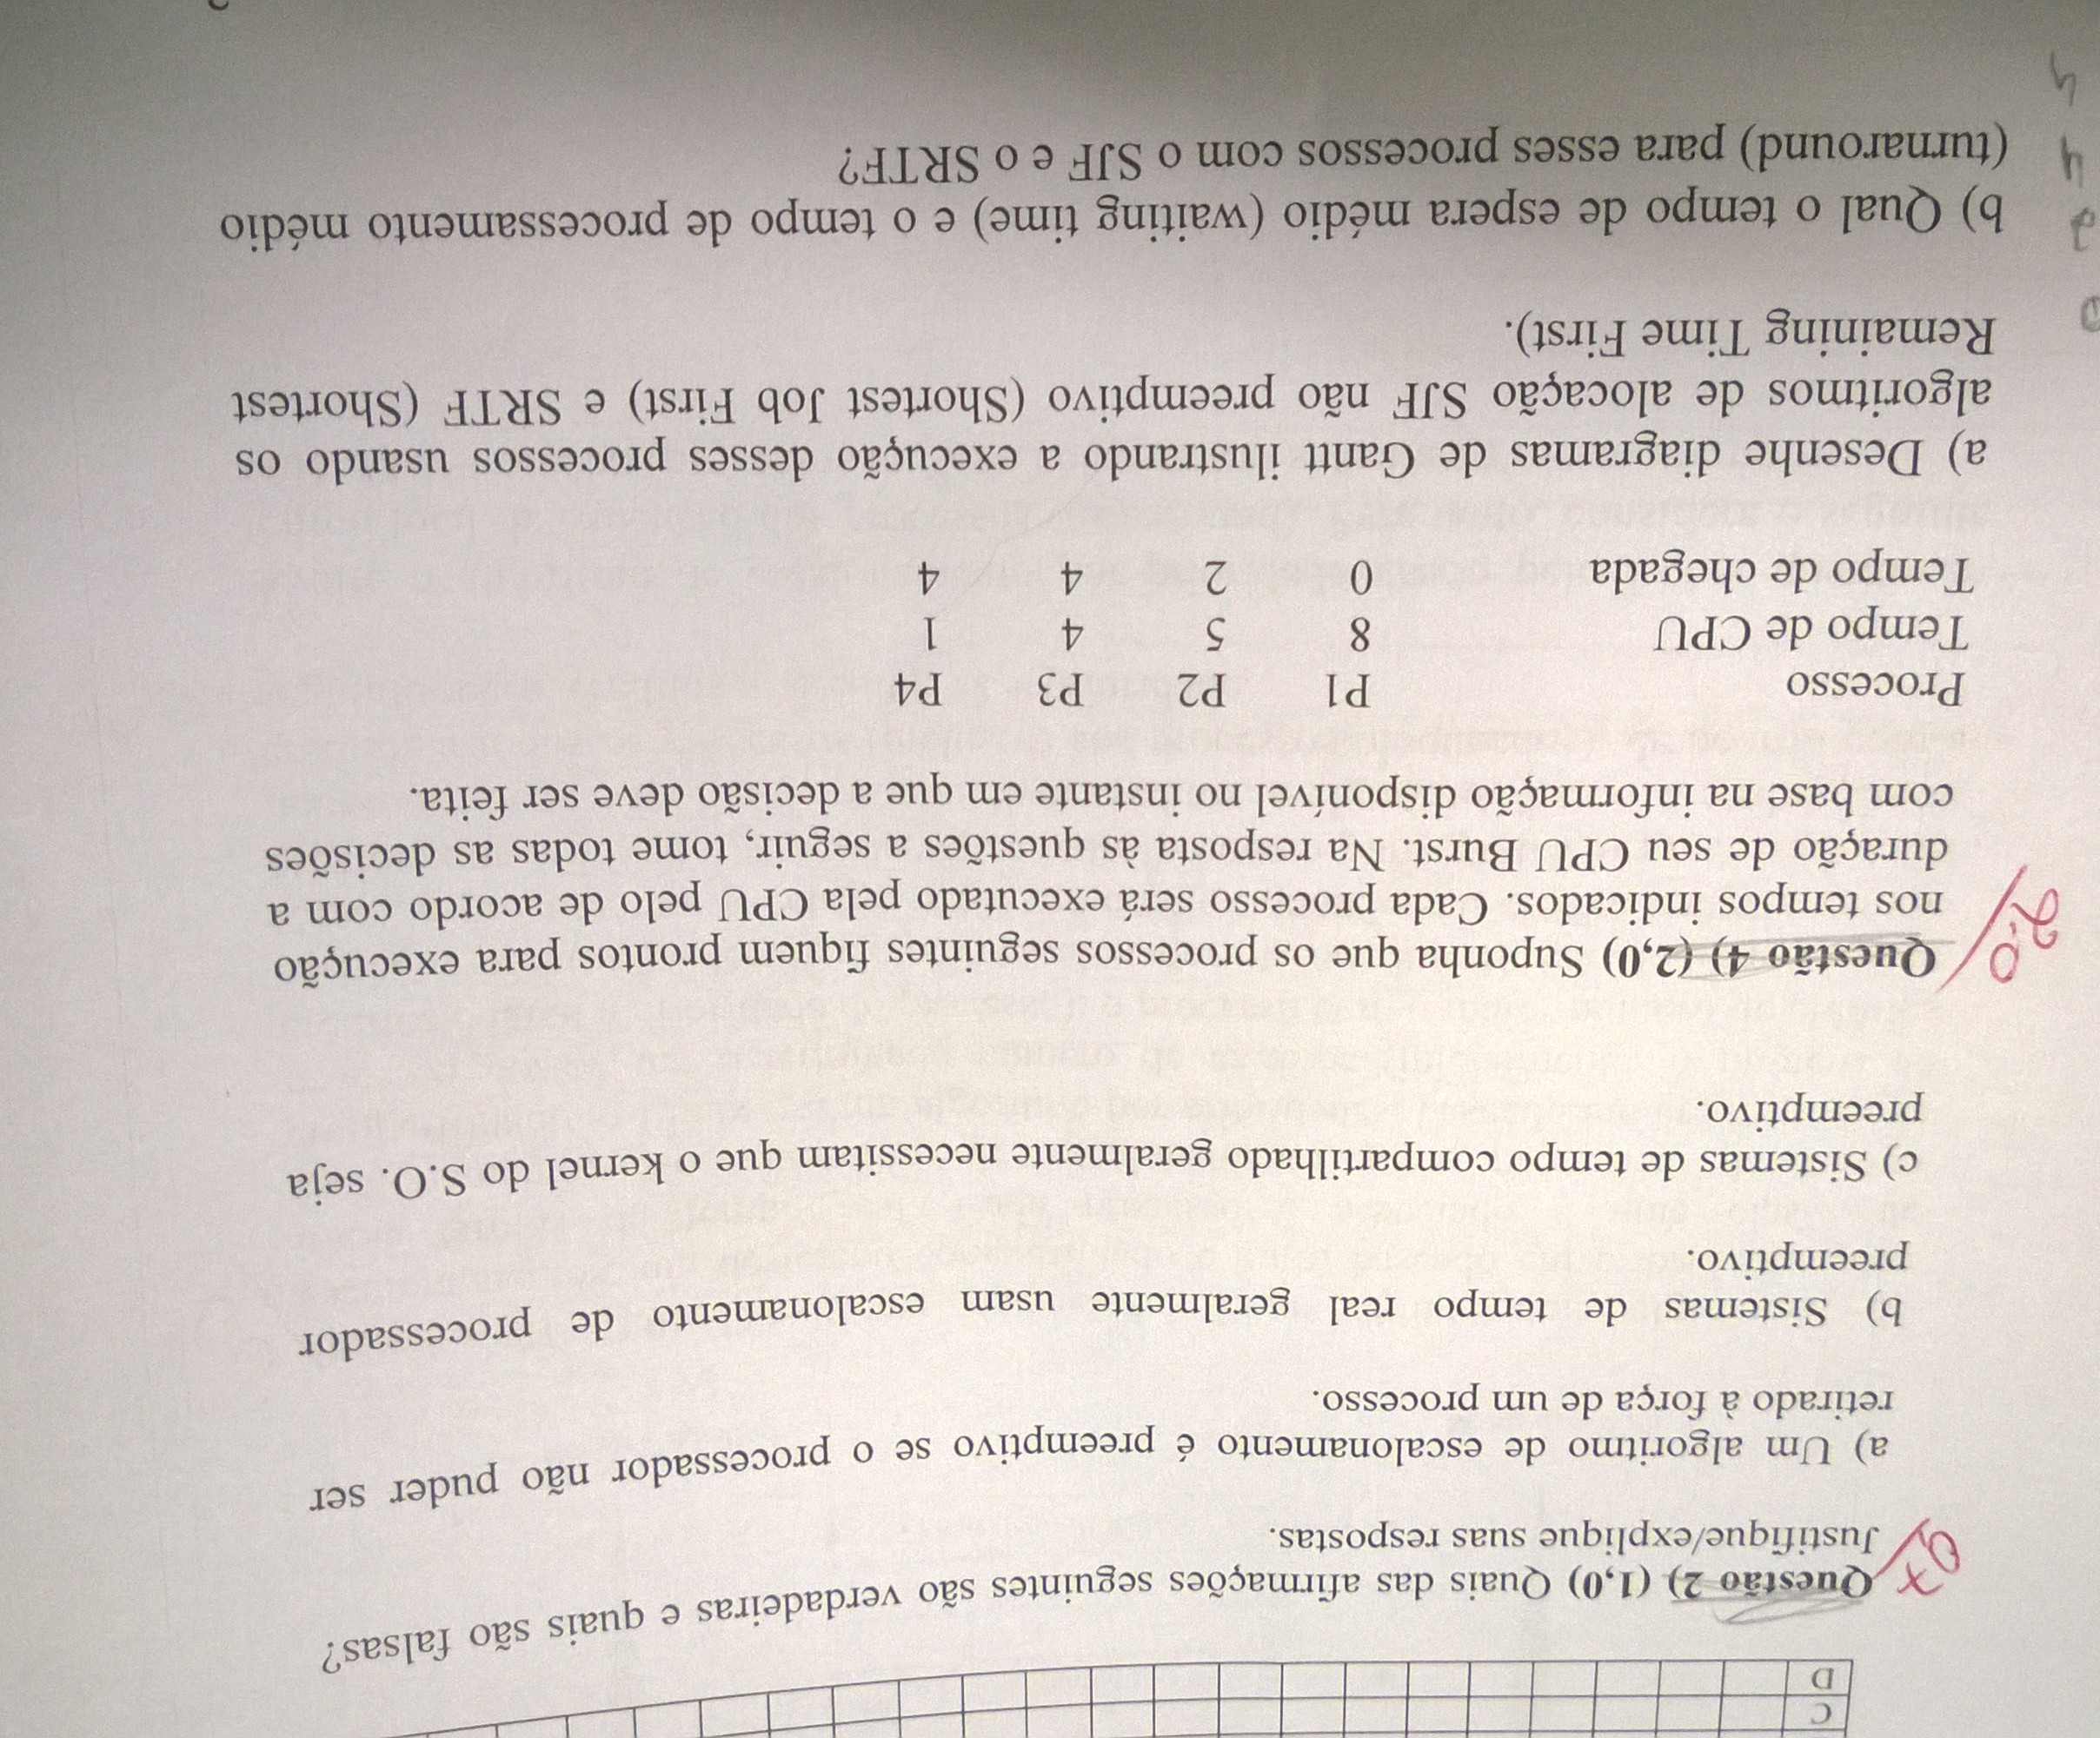 C
D
0,7
Questão 2) (1,0) Quais das afirmações seguintes são verdadeiras e quais são falsas?
Justifique/explique suas respostas.
a) Um algoritmo de escalonamento é preemptivo se o processador não puder ser
retirado à força de um processo.
b) Sistemas de tempo real geralmente usam escalonamento de processador
preemptivo.
c) Sistemas de tempo compartilhado geralmente necessitam que o kernel do S.O. seja
preemptivo.
2.0
Questão 4) (2,0) Suponha que os processos seguintes fiquem prontos para execução
nos tempos indicados. Cada processo será executado pela CPU pelo de acordo com a
duração de seu CPU Burst. Na resposta às questões a seguir, tome todas as decisões
com base na informação disponível no instante em que a decisão deve ser feita.
Processo P1 P2 P3 P4
Tempo de CPU 8 5 4 1
Tempo de chegada 0 2 4 4
a) Desenhe diagramas de Gantt ilustrando a execução desses processos usando os
algoritmos de alocação SJF não preemptivo (Shortest Job First) e SRTF (Shortest
Remaining Time First).
0
b) Qual o tempo de espera médio (waiting time) e o tempo de processamento médio
2
(turnaround) para esses processos com o SJF e o SRTF?
4
4